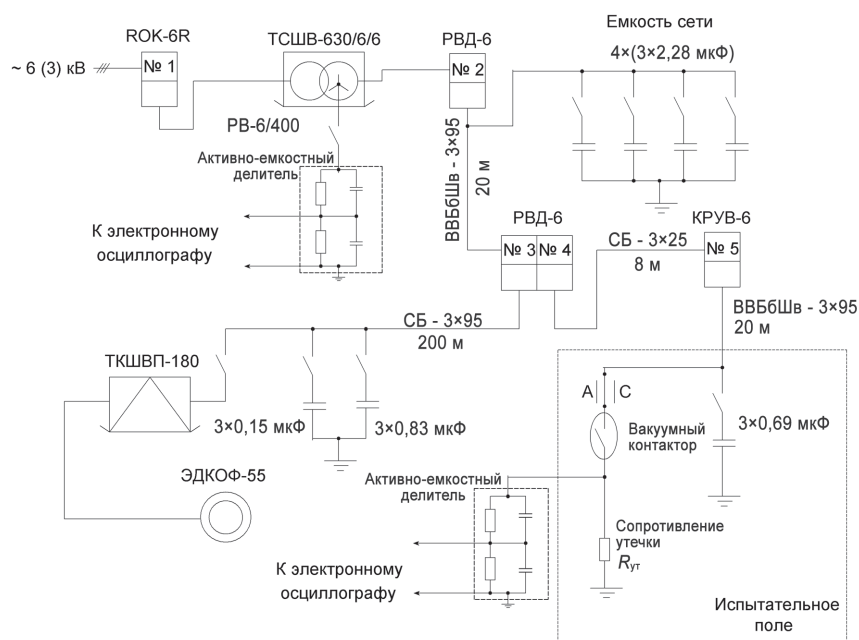 ROK-6R
ТСШВ-630/6/6
РВД-6
Емкость сети
4×(3×2,28 мкФ)
~ 6 (3) кВ
№ 1
№ 2
РВ-6/400
Активно-емкостный
делитель
К электронному
осциллографу
ВВБбШв - 3×95
20 м
РВД-6
№ 3
№ 4
СБ - 3×25
8 м
КРУВ-6
№ 5
ВВБбШв - 3×95
20 м
СБ - 3×95
200 м
ТКШВП-180
3×0,15 мкФ
3×0,83 мкФ
ЭДКОФ-55
А
С
Вакуумный
контактор
3×0,69 мкФ
Активно-емкостный
делитель
К электронному
осциллографу
Сопротивление
утечки
Rут
Испытательное
поле